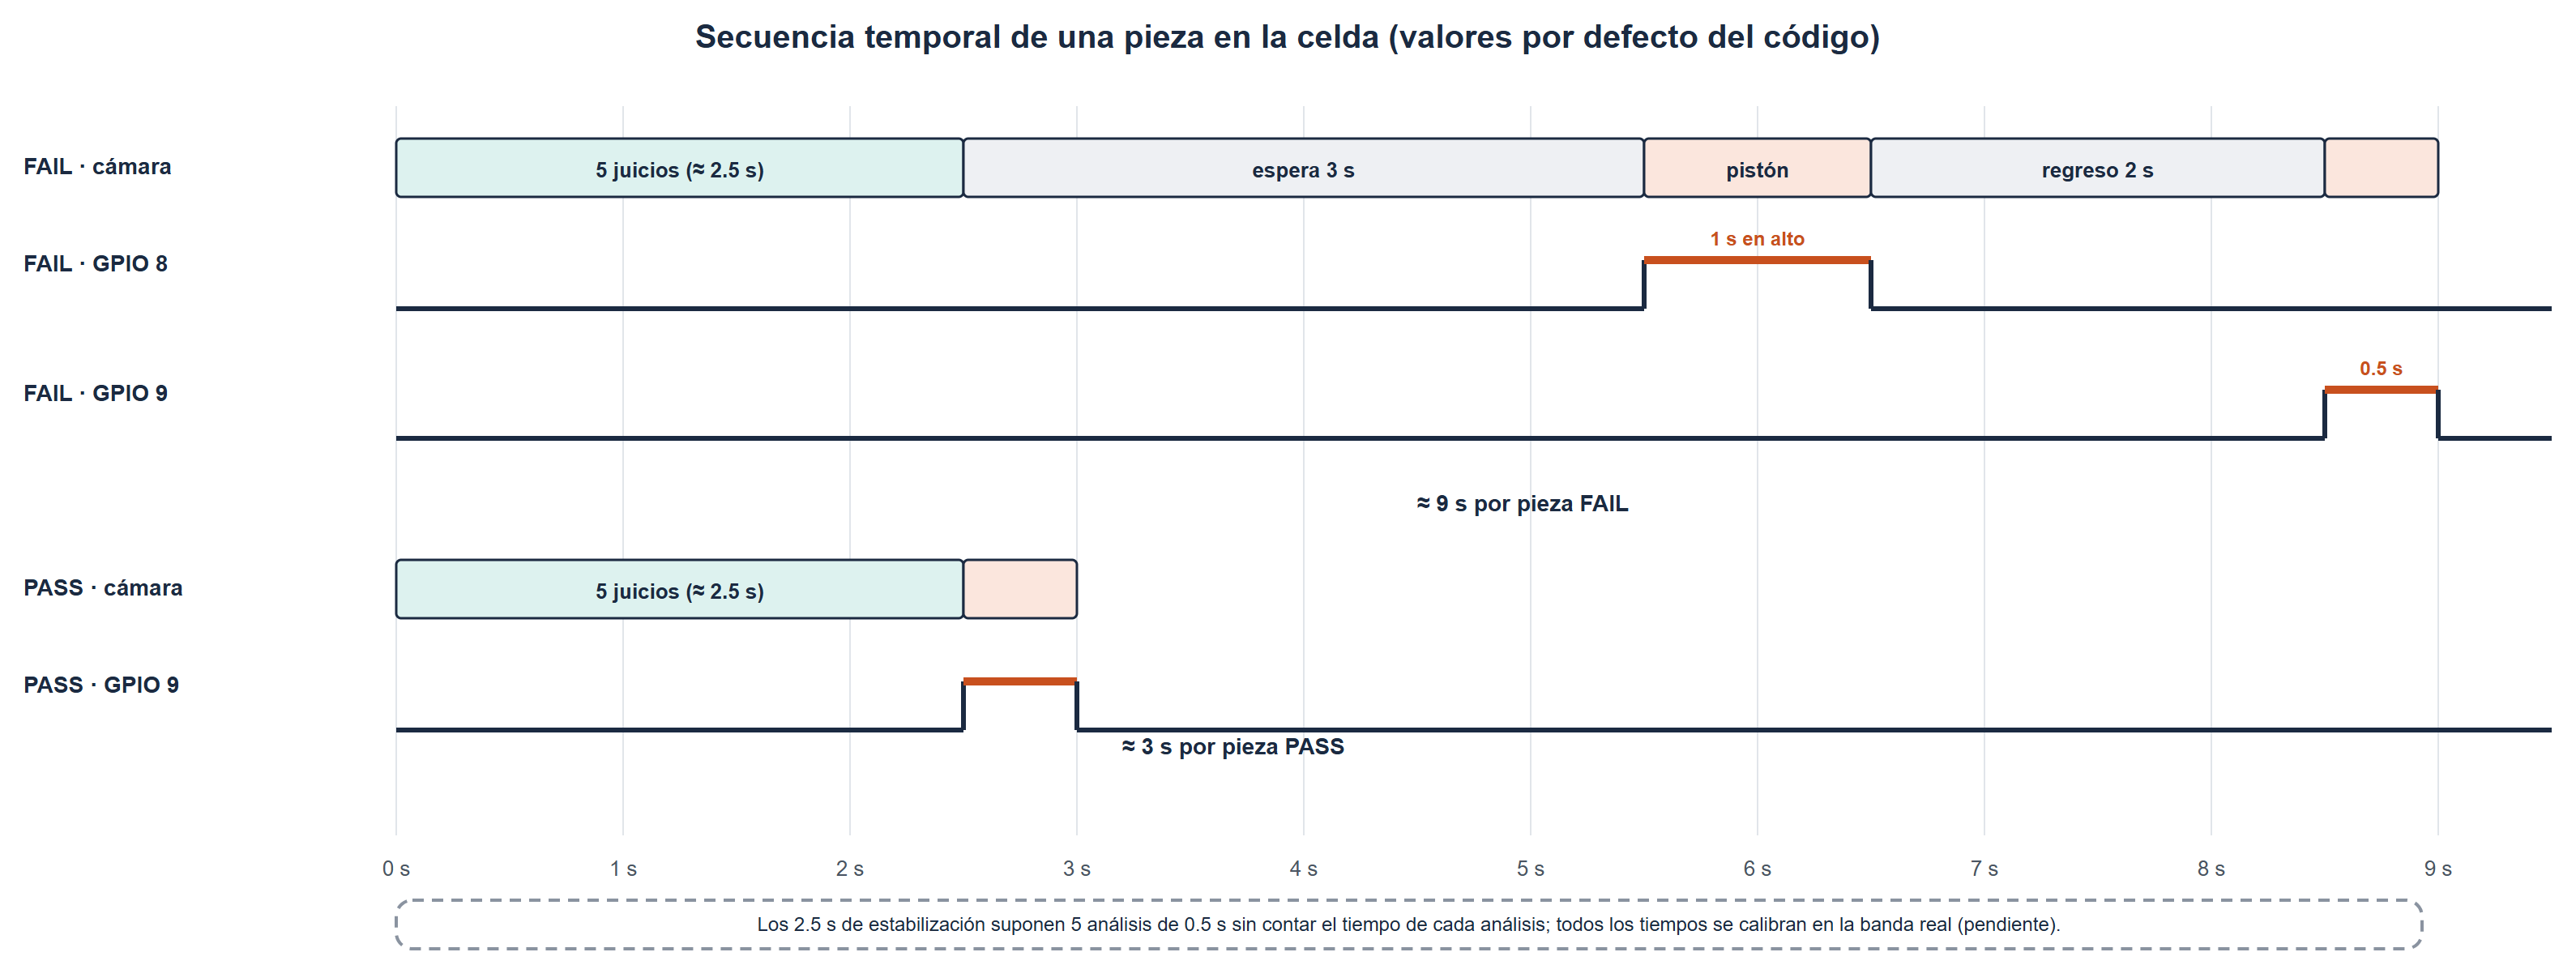 Secuencia temporal de una pieza en la celda (valores por defecto del código)
FAIL · cámara
5 juicios (≈ 2.5 s)
espera 3 s
pistón
regreso 2 s
FAIL · GPIO 8
1 s en alto
FAIL · GPIO 9
0.5 s
≈ 9 s por pieza FAIL
PASS · cámara
5 juicios (≈ 2.5 s)
PASS · GPIO 9
≈ 3 s por pieza PASS
0 s
1 s
2 s
3 s
4 s
5 s
6 s
7 s
8 s
9 s
Los 2.5 s de estabilización suponen 5 análisis de 0.5 s sin contar el tiempo de cada análisis; todos los tiempos se calibran en la banda real (pendiente).